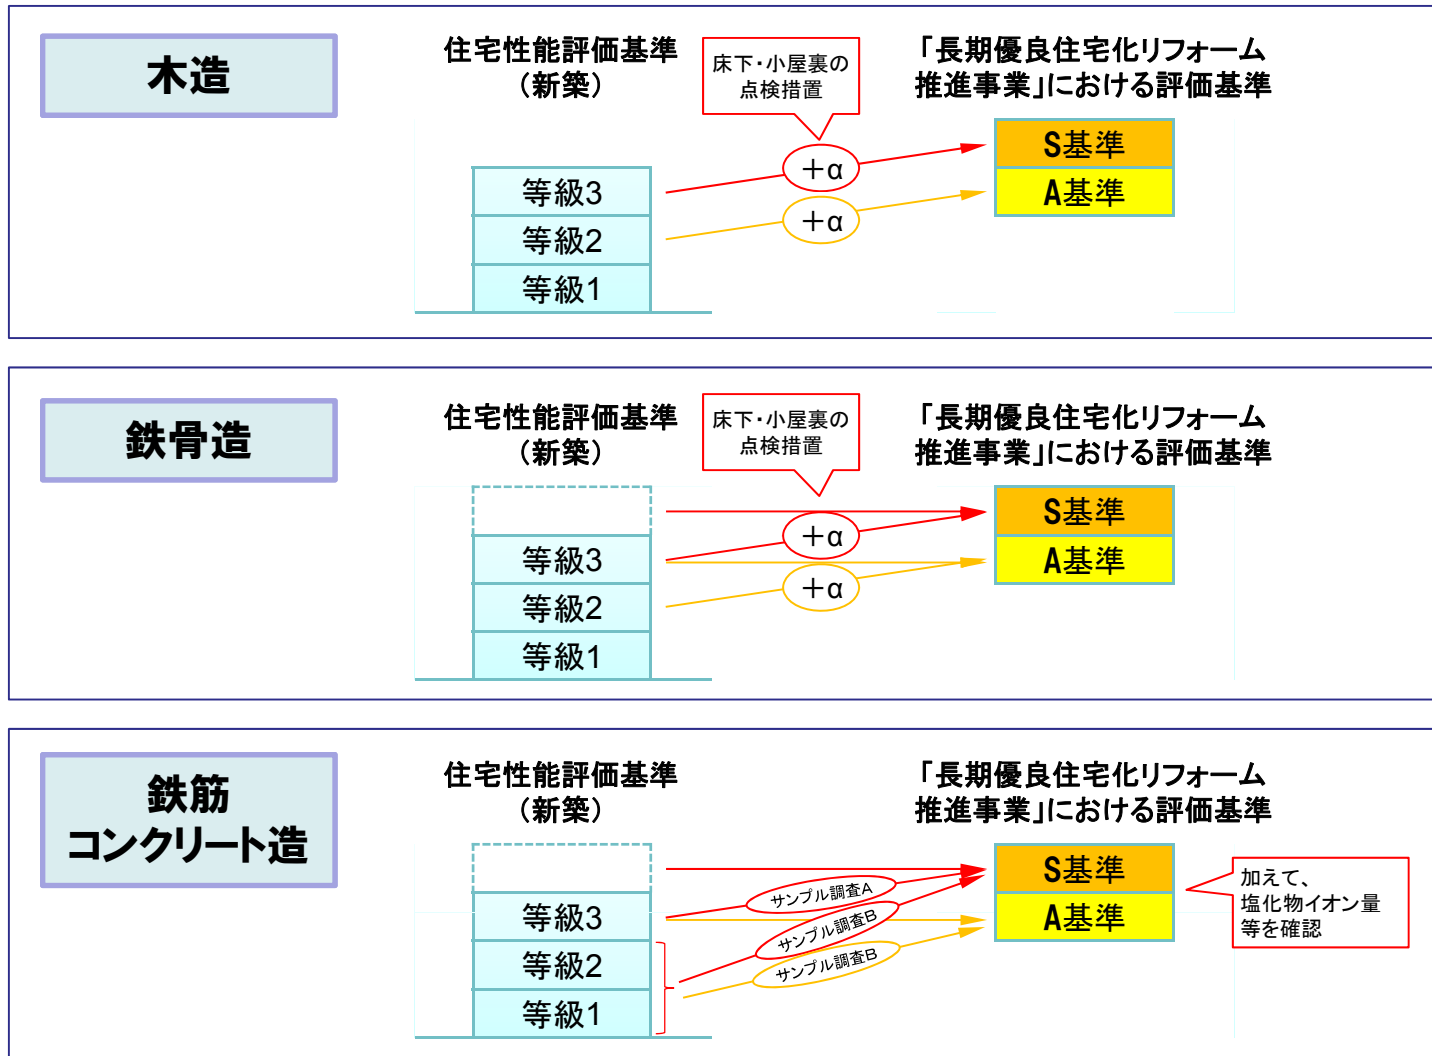 木造
住宅性能評価基準
（新築）
床下・小屋裏の
点検措置
「長期優良住宅化リフォーム
推進事業」における評価基準
等級3
等級2
等級1
＋α
＋α
S基準
A基準
鉄骨造
住宅性能評価基準
（新築）
床下・小屋裏の
点検措置
「長期優良住宅化リフォーム
推進事業」における評価基準
等級3
等級2
等級1
＋α
＋α
S基準
A基準
鉄筋
コンクリート造
住宅性能評価基準
（新築）
「長期優良住宅化リフォーム
推進事業」における評価基準
等級3
等級2
等級1
サンプル調査A
サンプル調査B
サンプル調査B
S基準
A基準
加えて、
塩化物イオン量
等を確認